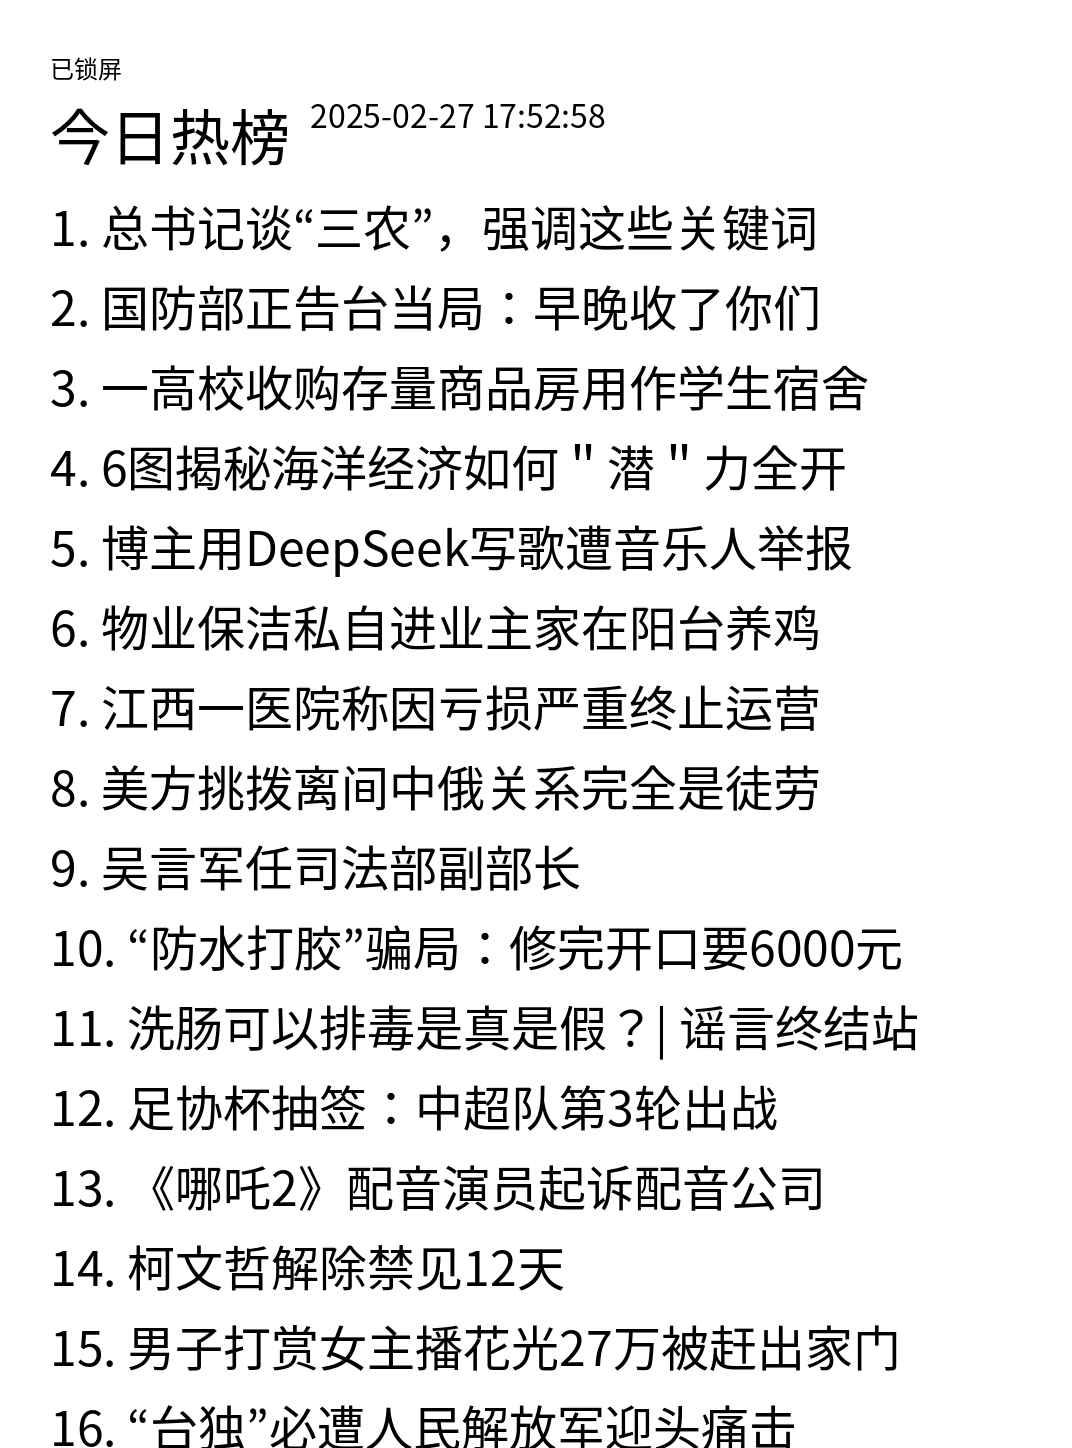 已锁屏
今日热榜 2025-02-27 17:52:58
1. 总书记谈“三农”，强调这些关键词
2. 国防部正告台当局：早晚收了你们
3. 一高校收购存量商品房用作学生宿舍
4. 6图揭秘海洋经济如何＂潜＂力全开
5. 博主用DeepSeek写歌遭音乐人举报
6. 物业保洁私自进业主家在阳台养鸡
7. 江西一医院称因亏损严重终止运营
8. 美方挑拨离间中俄关系完全是徒劳
9. 吴言军任司法部副部长
10. “防水打胶”骗局：修完开口要6000元
11. 洗肠可以排毒是真是假？| 谣言终结站
12. 足协杯抽签：中超队第3轮出战
13. 《哪吒2》配音演员起诉配音公司
14. 柯文哲解除禁见12天
15. 男子打赏女主播花光27万被赶出家门
16. “台独”必遭人民解放军迎头痛击